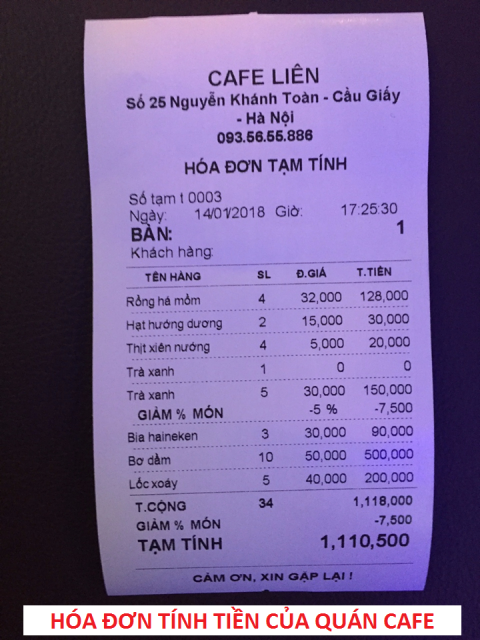 CAFE LIÊN
Số 25 Nguyễn Khánh Toàn - Cầu Giấy
- Hà Nội
093.56.55.886
HÓA ĐƠN TẠM TÍNH
Số tạm t 0003
Ngày: 14/01/2018 Giờ: 17:25:30
BÀN: 1
Khách hàng:
TÊN HÀNG SL Đ.GIÁ T.TIỀN
Rồng há mồm 4 32,000 128,000
Hạt hướng dương 2 15,000 30,000
Thịt xiên nướng 4 5,000 20,000
Trà xanh 1 0 0
Trà xanh 5 30,000 150,000
GIẢM % MÓN -5 % -7,500
Bia haineken 3 30,000 90,000
Bơ dầm 10 50,000 500,000
Lốc xoáy 5 40,000 200,000
T.CỘNG 34 1,118,000
GIẢM % MÓN -7,500
TẠM TÍNH 1,110,500
CẢM ƠN, XIN GẶP LẠI !
HÓA ĐƠN TÍNH TIỀN CỦA QUÁN CAFE